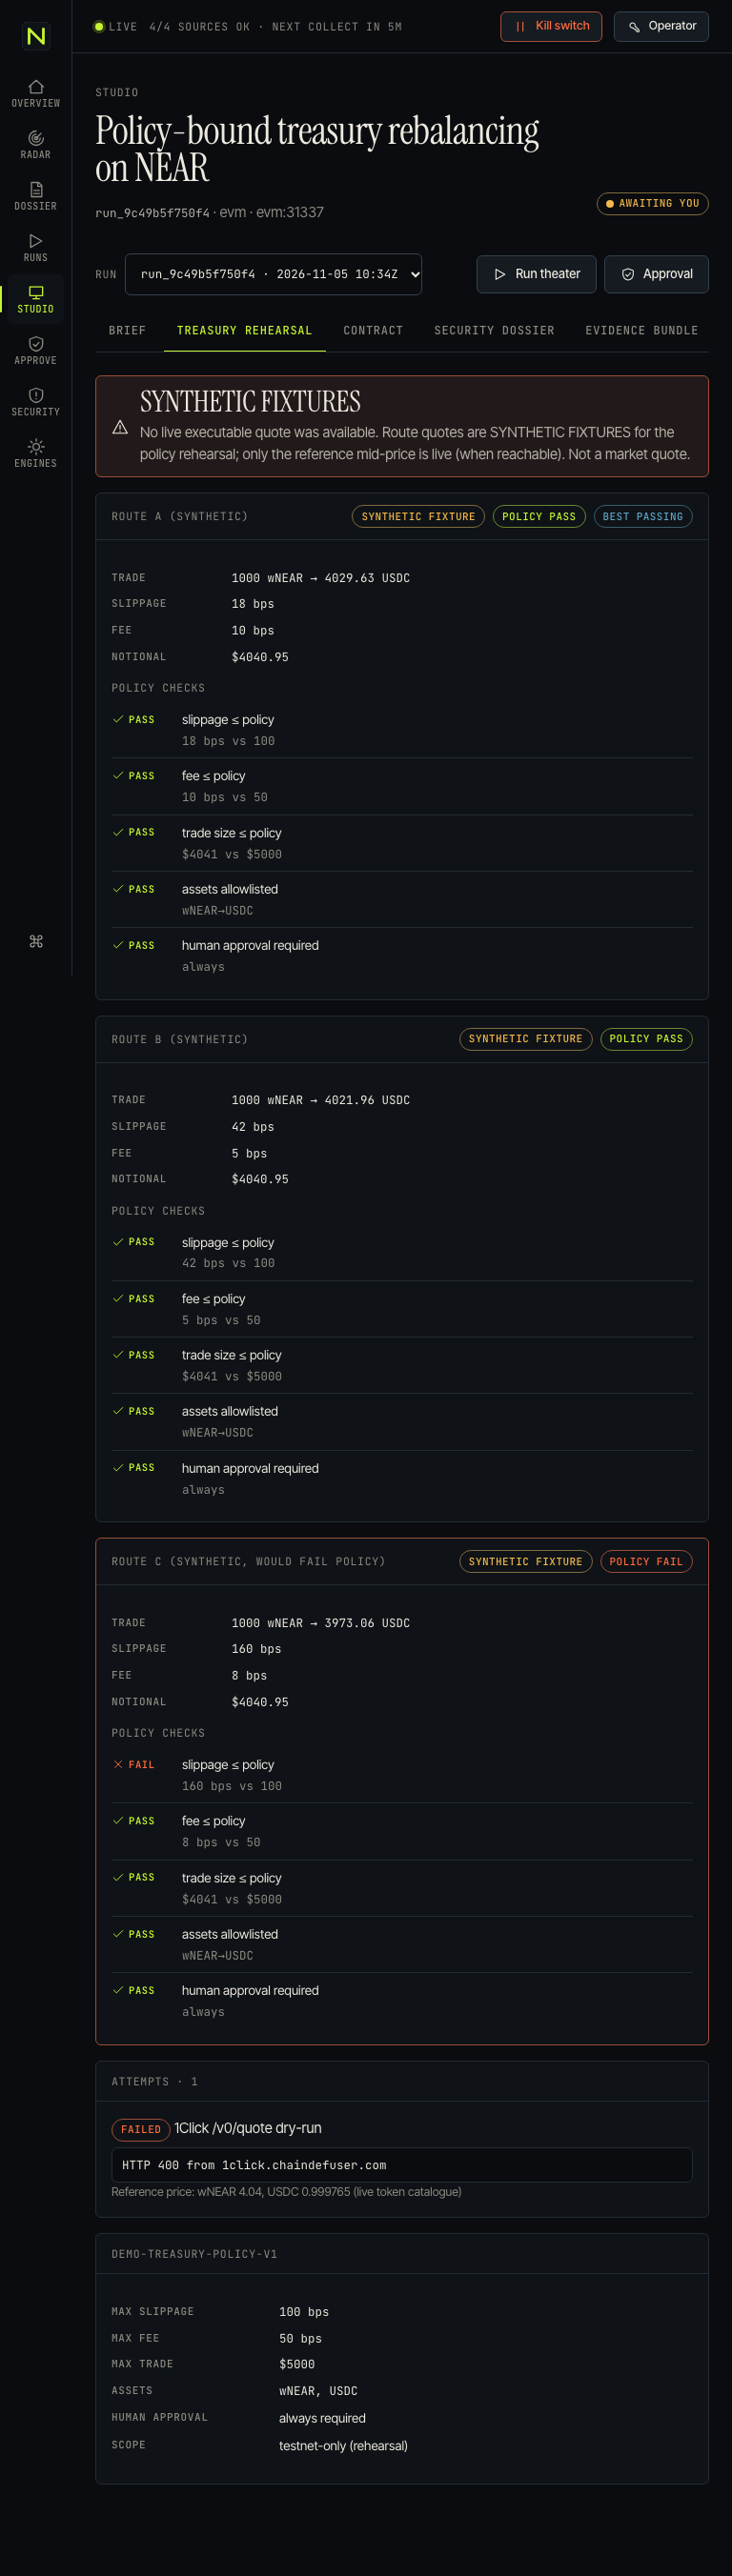 N
LIVE 4/4 SOURCES OK · NEXT COLLECT IN 5M
Kill switch
Operator
OVERVIEW
RADAR
DOSSIER
RUNS
STUDIO
APPROVE
SECURITY
ENGINES
⌘
STUDIO
Policy-bound treasury rebalancing
on NEAR
run_9c49b5f750f4 · evm · evm:31337
AWAITING YOU
RUN run_9c49b5f750f4 · 2026-11-05 10:34Z
Run theater
Approval
BRIEF TREASURY REHEARSAL CONTRACT SECURITY DOSSIER EVIDENCE BUNDLE
SYNTHETIC FIXTURES
No live executable quote was available. Route quotes are SYNTHETIC FIXTURES for the
policy rehearsal; only the reference mid-price is live (when reachable). Not a market quote.
ROUTE A (SYNTHETIC) SYNTHETIC FIXTURE POLICY PASS BEST PASSING
TRADE 1000 wNEAR → 4029.63 USDC
SLIPPAGE 18 bps
FEE 10 bps
NOTIONAL $4040.95
POLICY CHECKS
PASS slippage ≤ policy
18 bps vs 100
PASS fee ≤ policy
10 bps vs 50
PASS trade size ≤ policy
$4041 vs $5000
PASS assets allowlisted
wNEAR→USDC
PASS human approval required
always
ROUTE B (SYNTHETIC) SYNTHETIC FIXTURE POLICY PASS
TRADE 1000 wNEAR → 4021.96 USDC
SLIPPAGE 42 bps
FEE 5 bps
NOTIONAL $4040.95
POLICY CHECKS
PASS slippage ≤ policy
42 bps vs 100
PASS fee ≤ policy
5 bps vs 50
PASS trade size ≤ policy
$4041 vs $5000
PASS assets allowlisted
wNEAR→USDC
PASS human approval required
always
ROUTE C (SYNTHETIC, WOULD FAIL POLICY) SYNTHETIC FIXTURE POLICY FAIL
TRADE 1000 wNEAR → 3973.06 USDC
SLIPPAGE 160 bps
FEE 8 bps
NOTIONAL $4040.95
POLICY CHECKS
FAIL slippage ≤ policy
160 bps vs 100
PASS fee ≤ policy
8 bps vs 50
PASS trade size ≤ policy
$4041 vs $5000
PASS assets allowlisted
wNEAR→USDC
PASS human approval required
always
ATTEMPTS · 1
FAILED 1Click /v0/quote dry-run
HTTP 400 from 1click.chaindefuser.com
Reference price: wNEAR 4.04, USDC 0.999765 (live token catalogue)
DEMO-TREASURY-POLICY-V1
MAX SLIPPAGE 100 bps
MAX FEE 50 bps
MAX TRADE $5000
ASSETS wNEAR, USDC
HUMAN APPROVAL always required
SCOPE testnet-only (rehearsal)